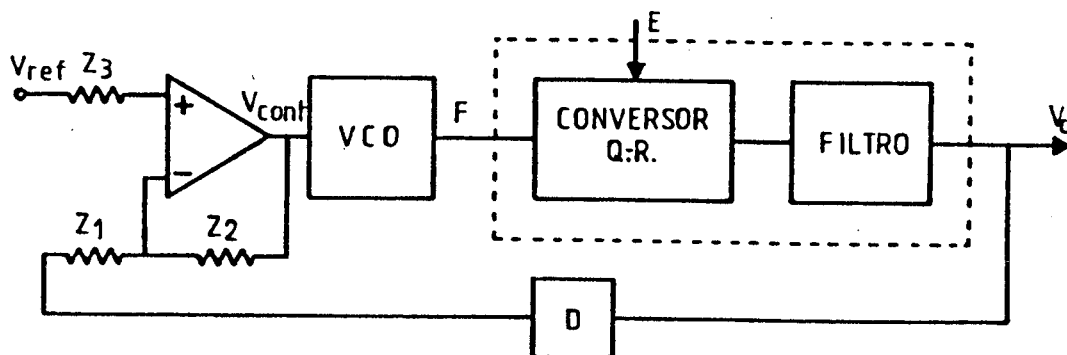 E
Vref
Z3
+
Vcont
VCO
F
CONVERSOR
Q.-R.
FILTRO
−
Z1
Z2
D